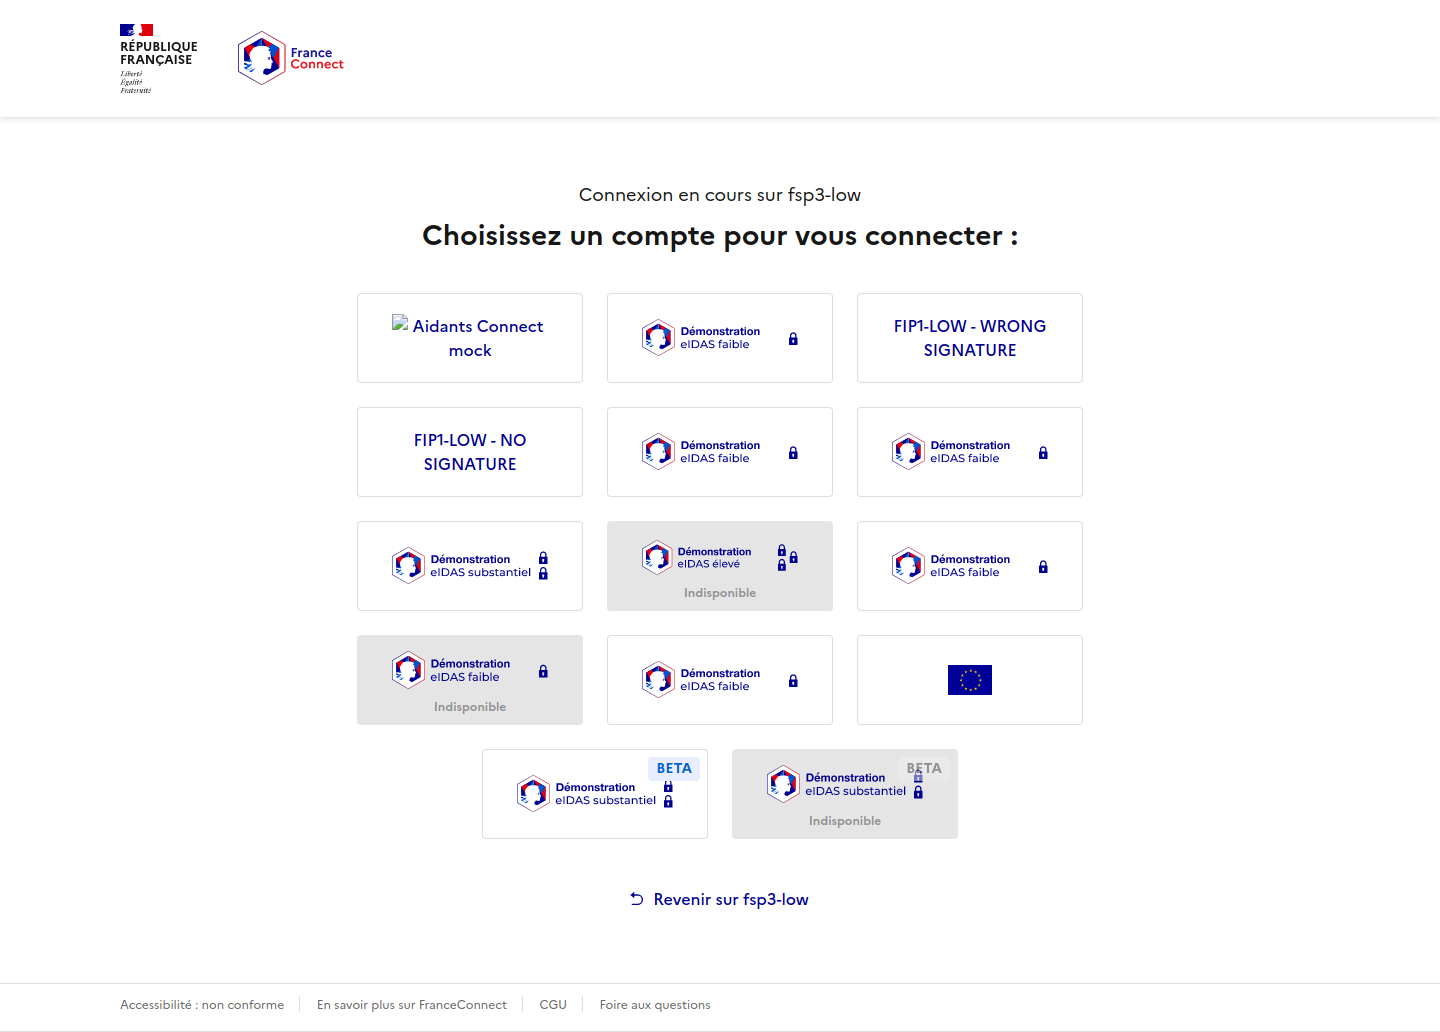 RÉPUBLIQUE
FRANÇAISE
Liberté
Égalité
Fraternité
France
Connect
Connexion en cours sur fsp3-low
Choisissez un compte pour vous connecter :
Aidants Connect
mock
Démonstration
eIDAS faible
FIP1-LOW - WRONG
SIGNATURE
FIP1-LOW - NO
SIGNATURE
Démonstration
eIDAS faible
Démonstration
eIDAS faible
Démonstration
eIDAS substantiel
Démonstration
eIDAS élevé
Indisponible
Démonstration
eIDAS faible
Démonstration
eIDAS faible
Indisponible
Démonstration
eIDAS faible
BETA
Démonstration
eIDAS substantiel
BETA
Démonstration
eIDAS substantiel
Indisponible
Revenir sur fsp3-low
Accessibilité : non conforme
En savoir plus sur FranceConnect
CGU
Foire aux questions